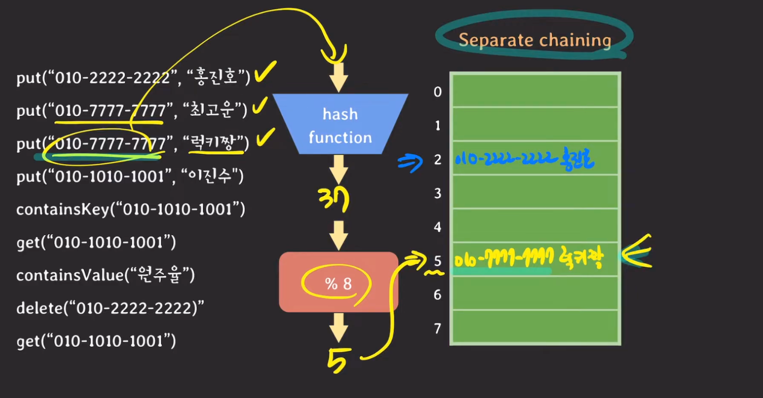 Separate chaining
put("010-2222-2222", "홍진호") ✓
put("010-7777-7777", "최고운") ✓
put("010-7777-7777", "럭키짱") ✓
put("010-1010-1001", "이진수")
containsKey("010-1010-1001")
get("010-1010-1001")
containsValue("원주율")
delete("010-2222-2222)"
get("010-1010-1001")
hash
function
37
% 8
5
0
1
2 010-2222-2222 홍진호
3
4
5 010-7777-7777 럭키짱
6
7